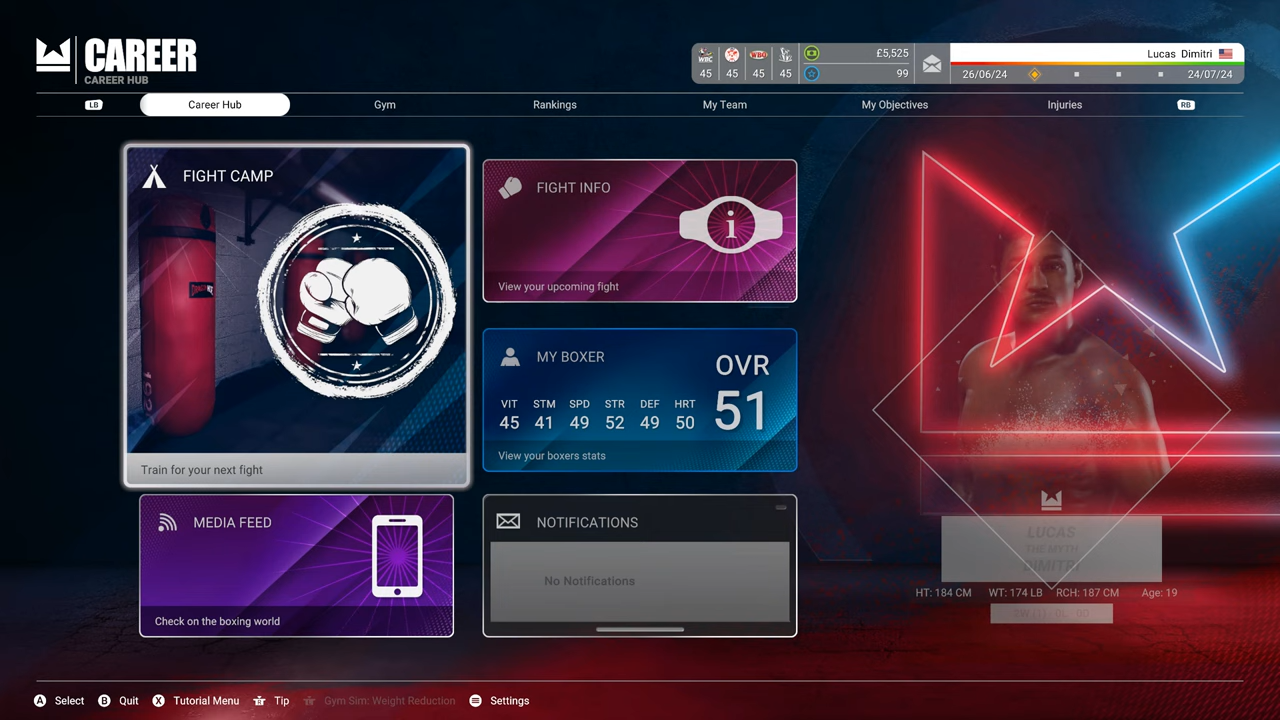 CAREER
CAREER HUB
WBC
WBO
45 45 45 45
£5,525
99
Lucas Dimitri
26/06/24
24/07/24
LB
Career Hub
Gym
Rankings
My Team
My Objectives
Injuries
RB
FIGHT CAMP
Train for your next fight
FIGHT INFO
i
View your upcoming fight
MY BOXER
OVR
51
VIT STM SPD STR DEF HRT
45 41 49 52 49 50
View your boxers stats
MEDIA FEED
Check on the boxing world
NOTIFICATIONS
No Notifications
LUCAS
THE MYTH
DIMITRI
HT: 184 CM WT: 174 LB RCH: 187 CM Age: 19
A Select B Quit X Tutorial Menu Tip Gym Sim: Weight Reduction Settings